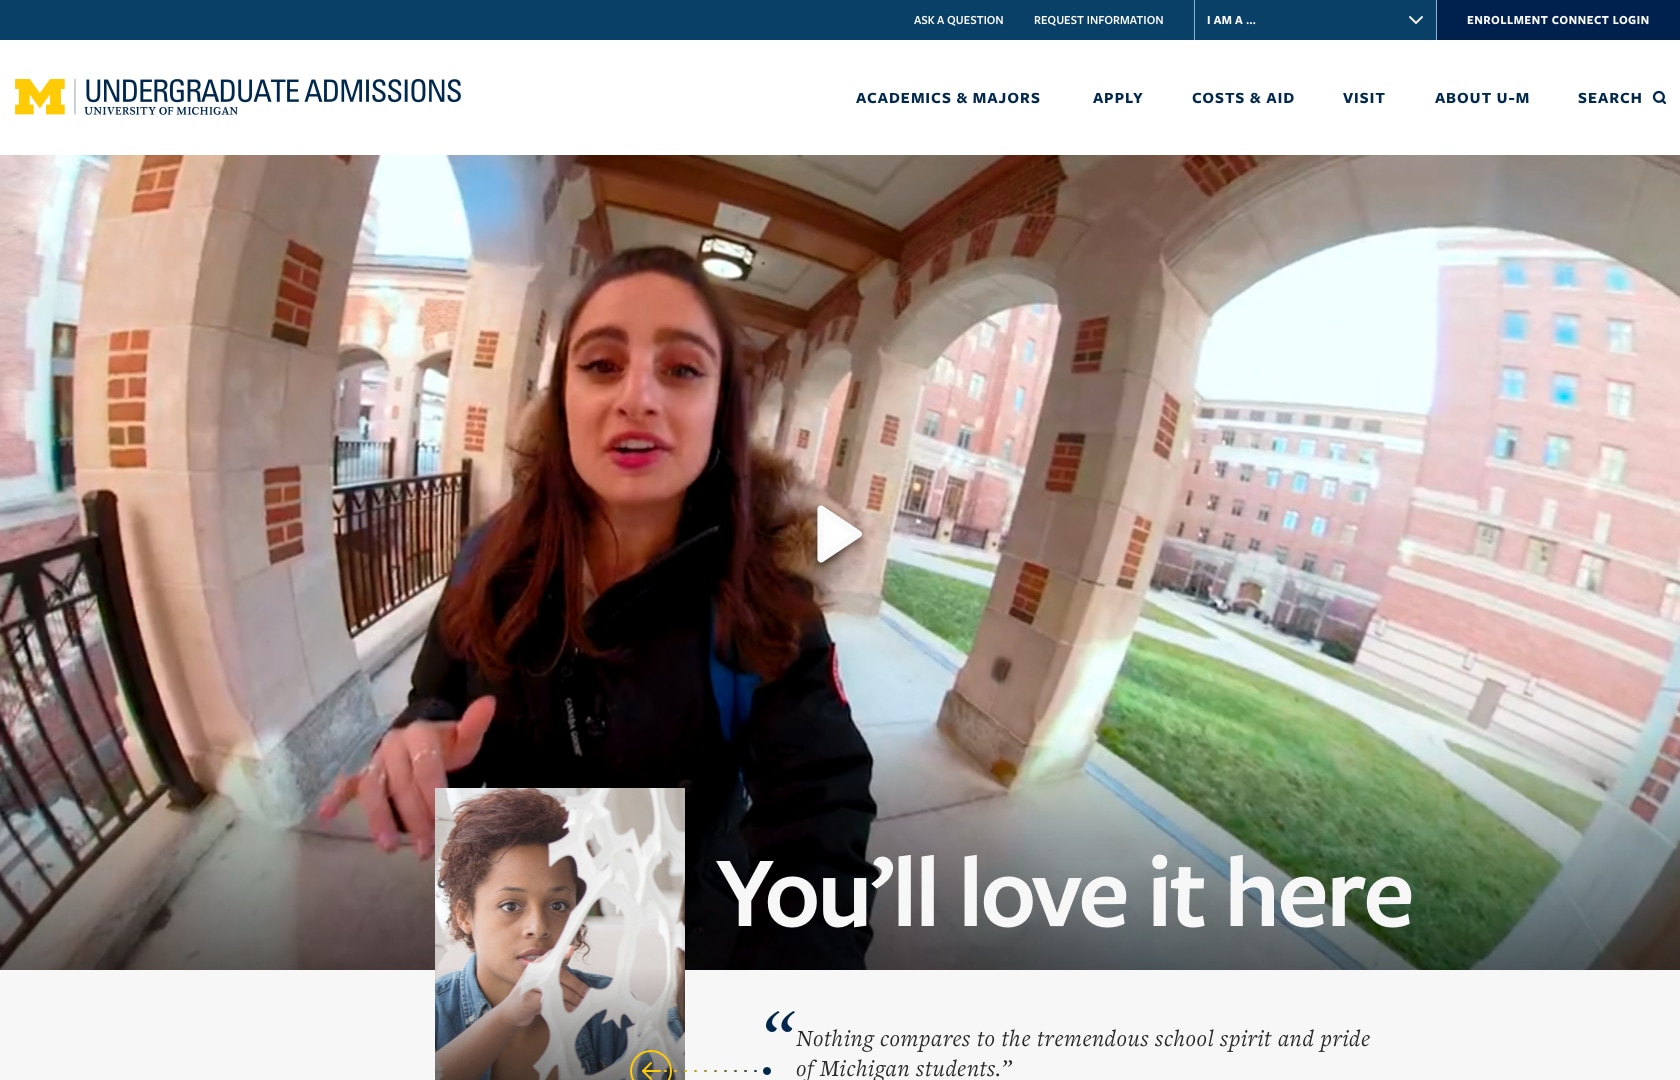 ASK A QUESTION
REQUEST INFORMATION
I AM A ...
ENROLLMENT CONNECT LOGIN
M
UNDERGRADUATE ADMISSIONS
UNIVERSITY OF MICHIGAN
ACADEMICS & MAJORS
APPLY
COSTS & AID
VISIT
ABOUT U-M
SEARCH
CANADA GOOSE
You’ll love it here
“Nothing compares to the tremendous school spirit and pride
of Michigan students.”